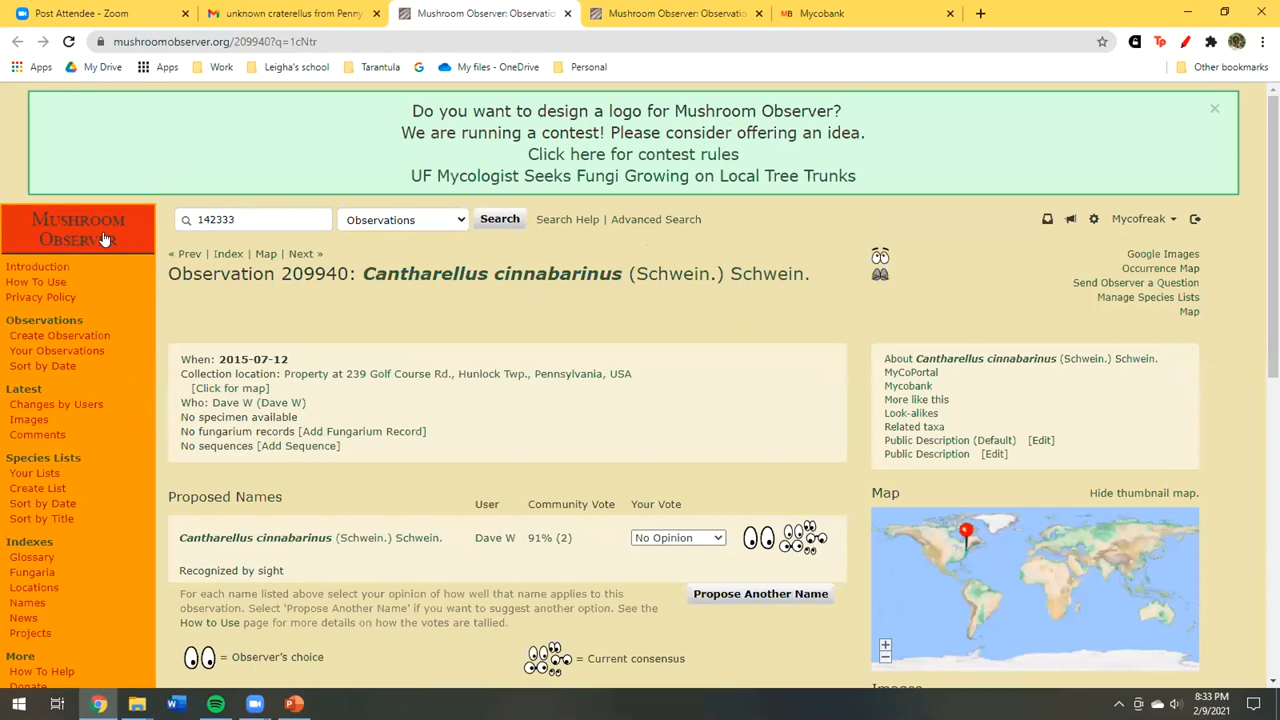 Post Attendee - Zoom
unknown craterellus from Penny
Mushroom Observer: Observatio
Mushroom Observer: Observatio
Mycobank
mushroomobserver.org/209940?q=1cNtr
Apps
My Drive
Apps
Work
Leigha's school
Tarantula
My files - OneDrive
Personal
Other bookmarks
Do you want to design a logo for Mushroom Observer?
We are running a contest! Please consider offering an idea.
Click here for contest rules
UF Mycologist Seeks Fungi Growing on Local Tree Trunks
MUSHROOM
OBSERVER
142333
Observations
Search
Search Help | Advanced Search
Mycofreak
« Prev | Index | Map | Next »
Observation 209940: Cantharellus cinnabarinus (Schwein.) Schwein.
Google Images
Occurrence Map
Send Observer a Question
Manage Species Lists
Map
Introduction
How To Use
Privacy Policy
Observations
Create Observation
Your Observations
Sort by Date
Latest
Changes by Users
Images
Comments
Species Lists
Your Lists
Create List
Sort by Date
Sort by Title
Indexes
Glossary
Fungaria
Locations
Names
News
Projects
More
How To Help
Donate
When: 2015-07-12
Collection location: Property at 239 Golf Course Rd., Hunlock Twp., Pennsylvania, USA
[Click for map]
Who: Dave W (Dave W)
No specimen available
No fungarium records [Add Fungarium Record]
No sequences [Add Sequence]
About Cantharellus cinnabarinus (Schwein.) Schwein.
MyCoPortal
Mycobank
More like this
Look-alikes
Related taxa
Public Description (Default) [Edit]
Public Description [Edit]
Proposed Names
User
Community Vote
Your Vote
Cantharellus cinnabarinus (Schwein.) Schwein.
Dave W
91% (2)
No Opinion
Recognized by sight
For each name listed above select your opinion of how well that name applies to this
observation. Select 'Propose Another Name' if you want to suggest another option. See the
How to Use page for more details on how the votes are tallied.
Propose Another Name
= Observer's choice
= Current consensus
Map
Hide thumbnail map.
8:33 PM
2/9/2021